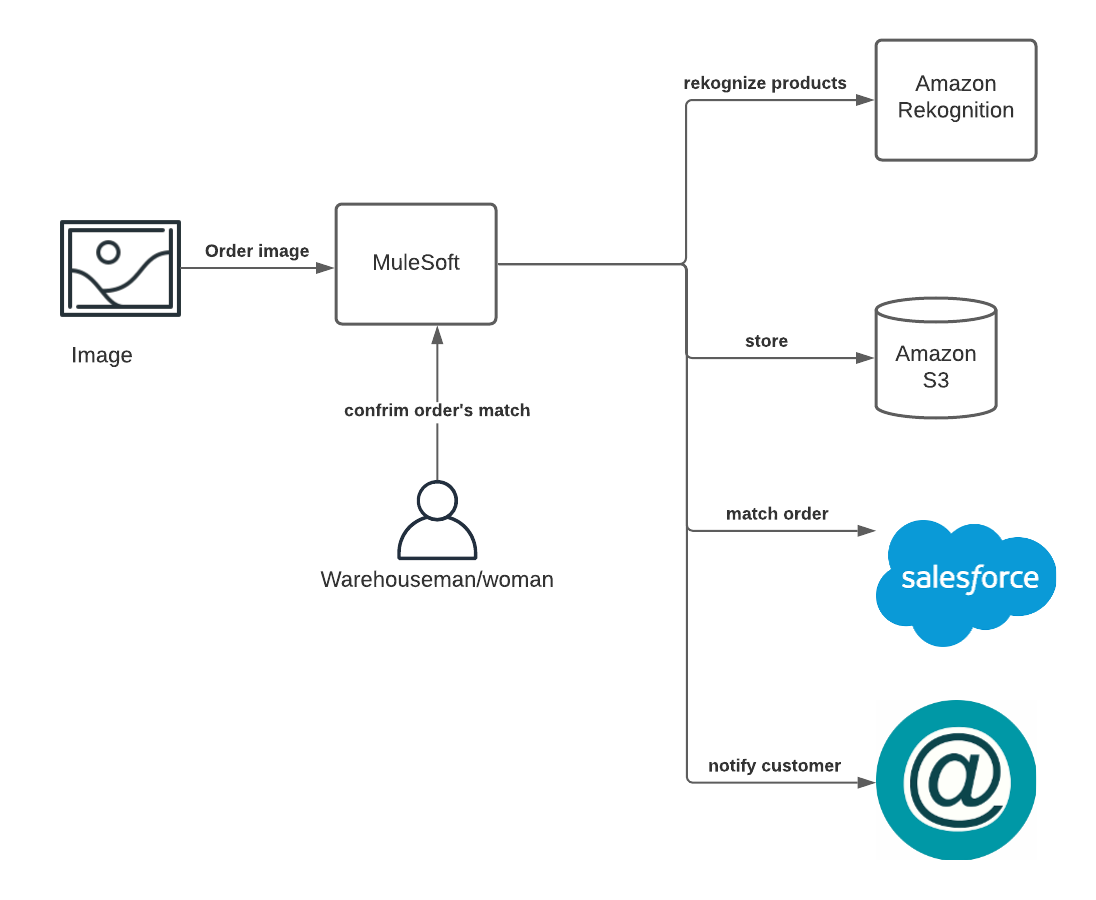 rekognize products
Amazon
Rekognition
Order image
MuleSoft
Image
store
Amazon
S3
confrim order's match
Warehouseman/woman
match order
salesforce
notify customer
@